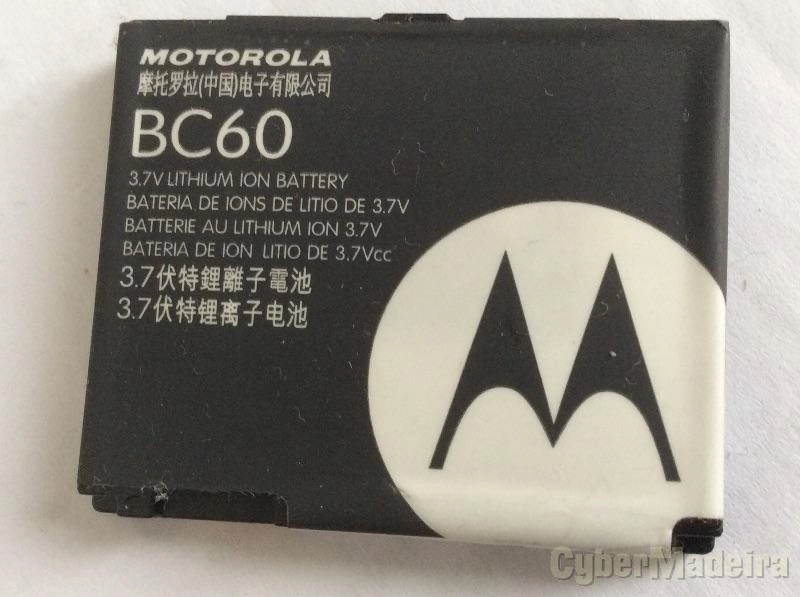 MOTOROLA
摩托罗拉(中国)电子有限公司
BC60
3.7V LITHIUM ION BATTERY
BATERIA DE IONS DE LITIO DE 3.7V
BATTERIE AU LITHIUM ION 3.7V
BATERIA DE ION LITIO DE 3.7Vcc
3.7伏特鋰離子電池
3.7伏特锂离子电池
CyberMadeira